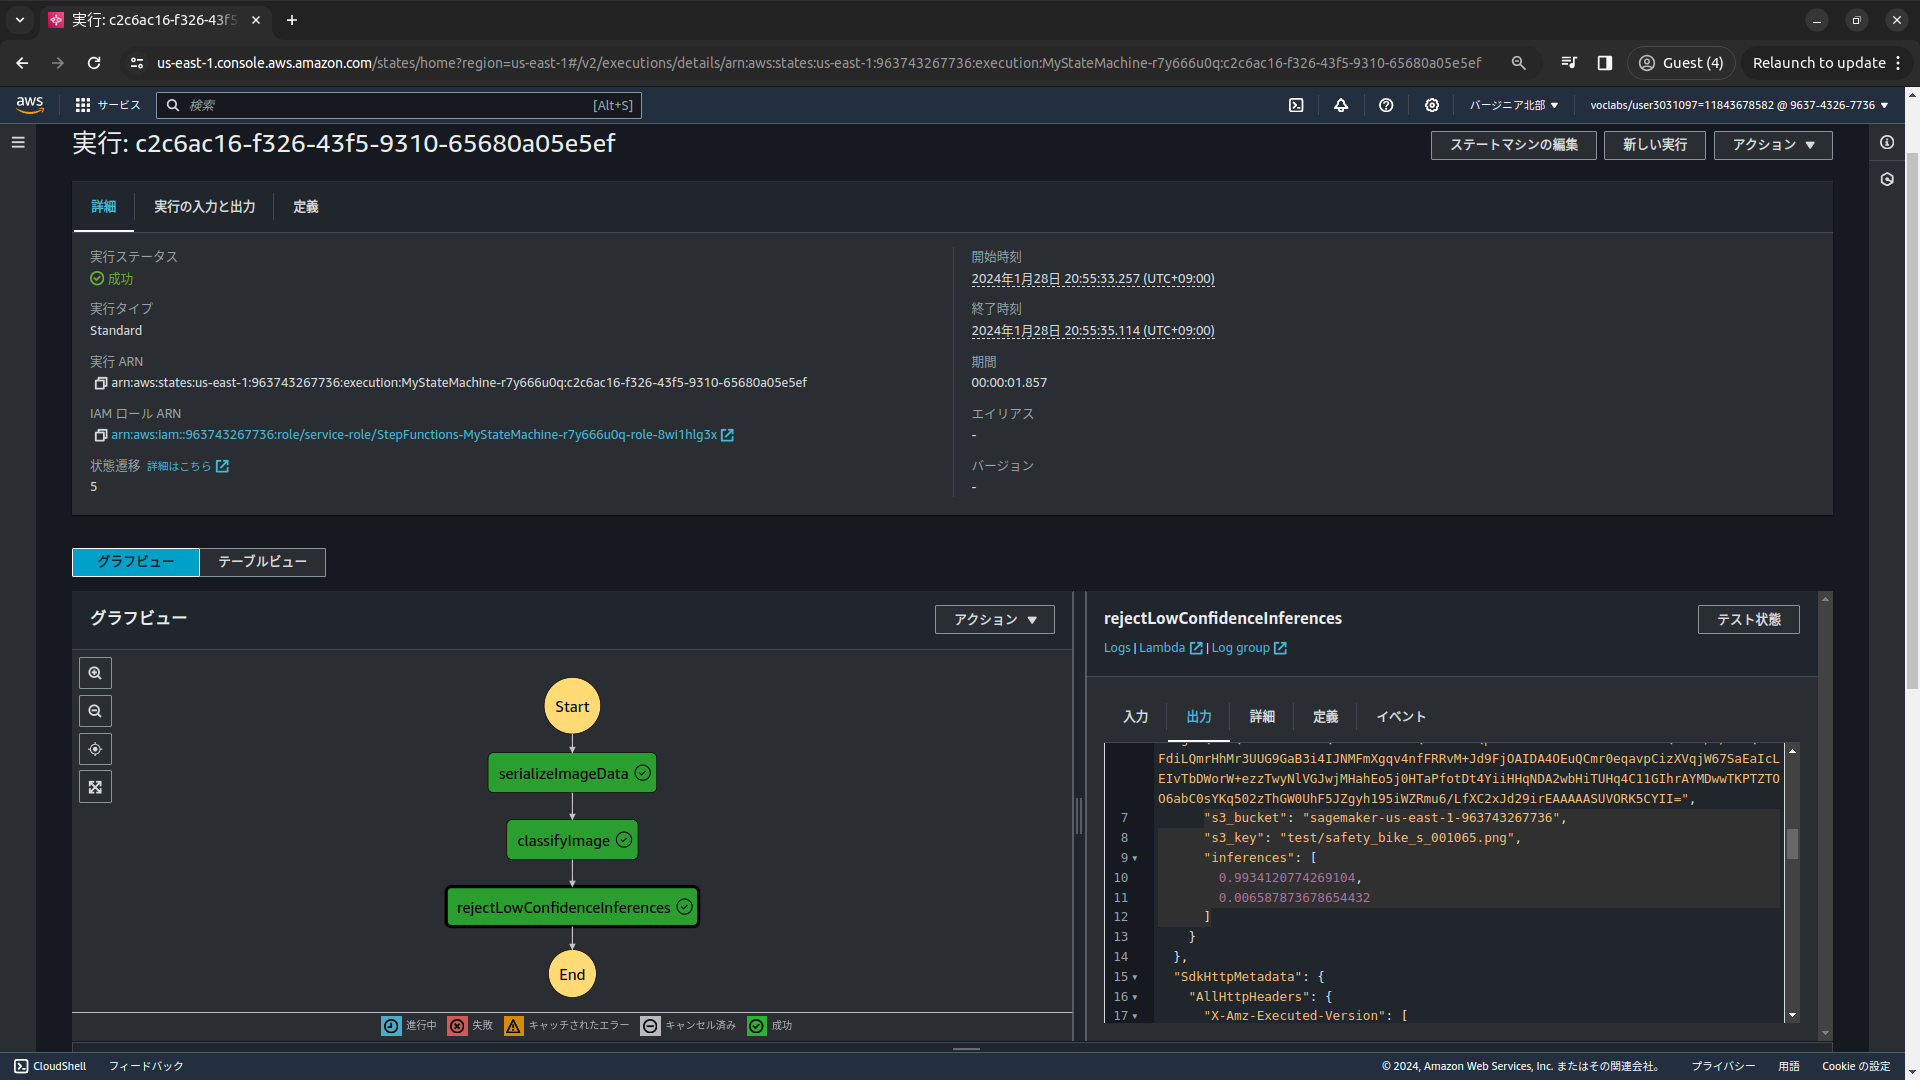 実行: c2c6ac16-f326-43f5
us-east-1.console.aws.amazon.com/states/home?region=us-east-1#/v2/executions/details/arn:aws:states:us-east-1:963743267736:execution:MyStateMachine-r7y666u0q:c2c6ac16-f326-43f5-9310-65680a05e5ef
Guest (4)
Relaunch to update
aws
サービス
検索
[Alt+S]
バージニア北部
voclabs/user3031097=11843678582 @ 9637-4326-7736
実行: c2c6ac16-f326-43f5-9310-65680a05e5ef
ステートマシンの編集
新しい実行
アクション
詳細
実行の入力と出力
定義
実行ステータス
成功
実行タイプ
Standard
実行 ARN
arn:aws:states:us-east-1:963743267736:execution:MyStateMachine-r7y666u0q:c2c6ac16-f326-43f5-9310-65680a05e5ef
IAM ロール ARN
arn:aws:iam::963743267736:role/service-role/StepFunctions-MyStateMachine-r7y666u0q-role-8wi1hlg3x
状態遷移 詳細はこちら
5
開始時刻
2024年1月28日 20:55:33.257 (UTC+09:00)
終了時刻
2024年1月28日 20:55:35.114 (UTC+09:00)
期間
00:00:01.857
エイリアス
-
バージョン
-
グラフビュー
テーブルビュー
グラフビュー
アクション
Start
serializeImageData
classifyImage
rejectLowConfidenceInferences
End
進行中
失敗
キャッチされたエラー
キャンセル済み
成功
rejectLowConfidenceInferences
テスト状態
Logs | Lambda | Log group
入力
出力
詳細
定義
イベント
FdiLQmrHhMr3UUG9GaB3i4IJNMFmXgqv4nfFRRvM+Jd9FjOAIDA4OEuQCmr0eqavpCizXVqjW67SaEaIcL
EIvTbDWorW+ezzTwyNlVGJwjMHahEo5j0HTaPfotDt4YiiHHqNDA2wbHiTUHq4C11GIhrAYMDwwTKPTZTO
O6abC0sYKq502zThGW0UhF5JZgyh195iWZRmu6/LfXC2xJd29irEAAAAASUVORK5CYII=",
7 "s3_bucket": "sagemaker-us-east-1-963743267736",
8 "s3_key": "test/safety_bike_s_001065.png",
9 "inferences": [
10 0.9934120774269104,
11 0.006587873678654432
12 ]
13 }
14 },
15 "SdkHttpMetadata": {
16 "AllHttpHeaders": {
17 "X-Amz-Executed-Version": [
CloudShell
フィードバック
© 2024, Amazon Web Services, Inc. またはその関連会社。
プライバシー
用語
Cookie の設定